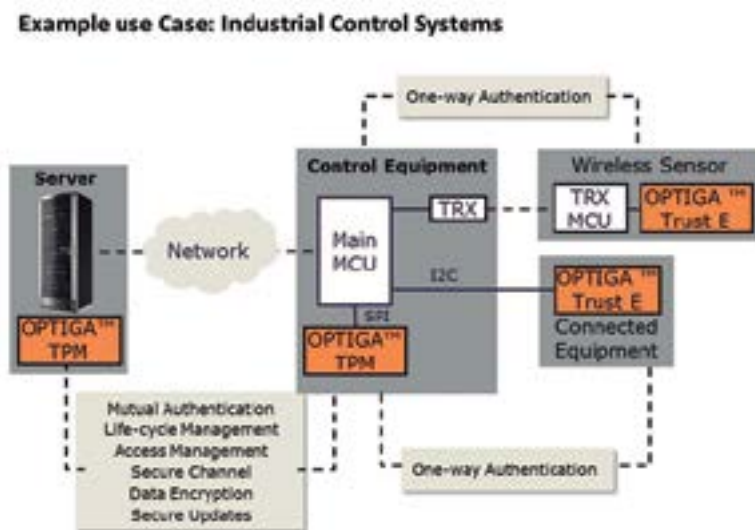 Example use Case: Industrial Control Systems
One-way Authentication
Control Equipment
Wireless Sensor
Server
TRX
TRX
MCU
OPTIGA™
Trust E
Main
MCU
Network
I2C
OPTIGA™
Trust E
SPI
OPTIGA™
TPM
OPTIGA™
TPM
Connected
Equipment
Mutual Authentication
Life-cycle Management
Access Management
Secure Channel
Data Encryption
Secure Updates
One-way Authentication